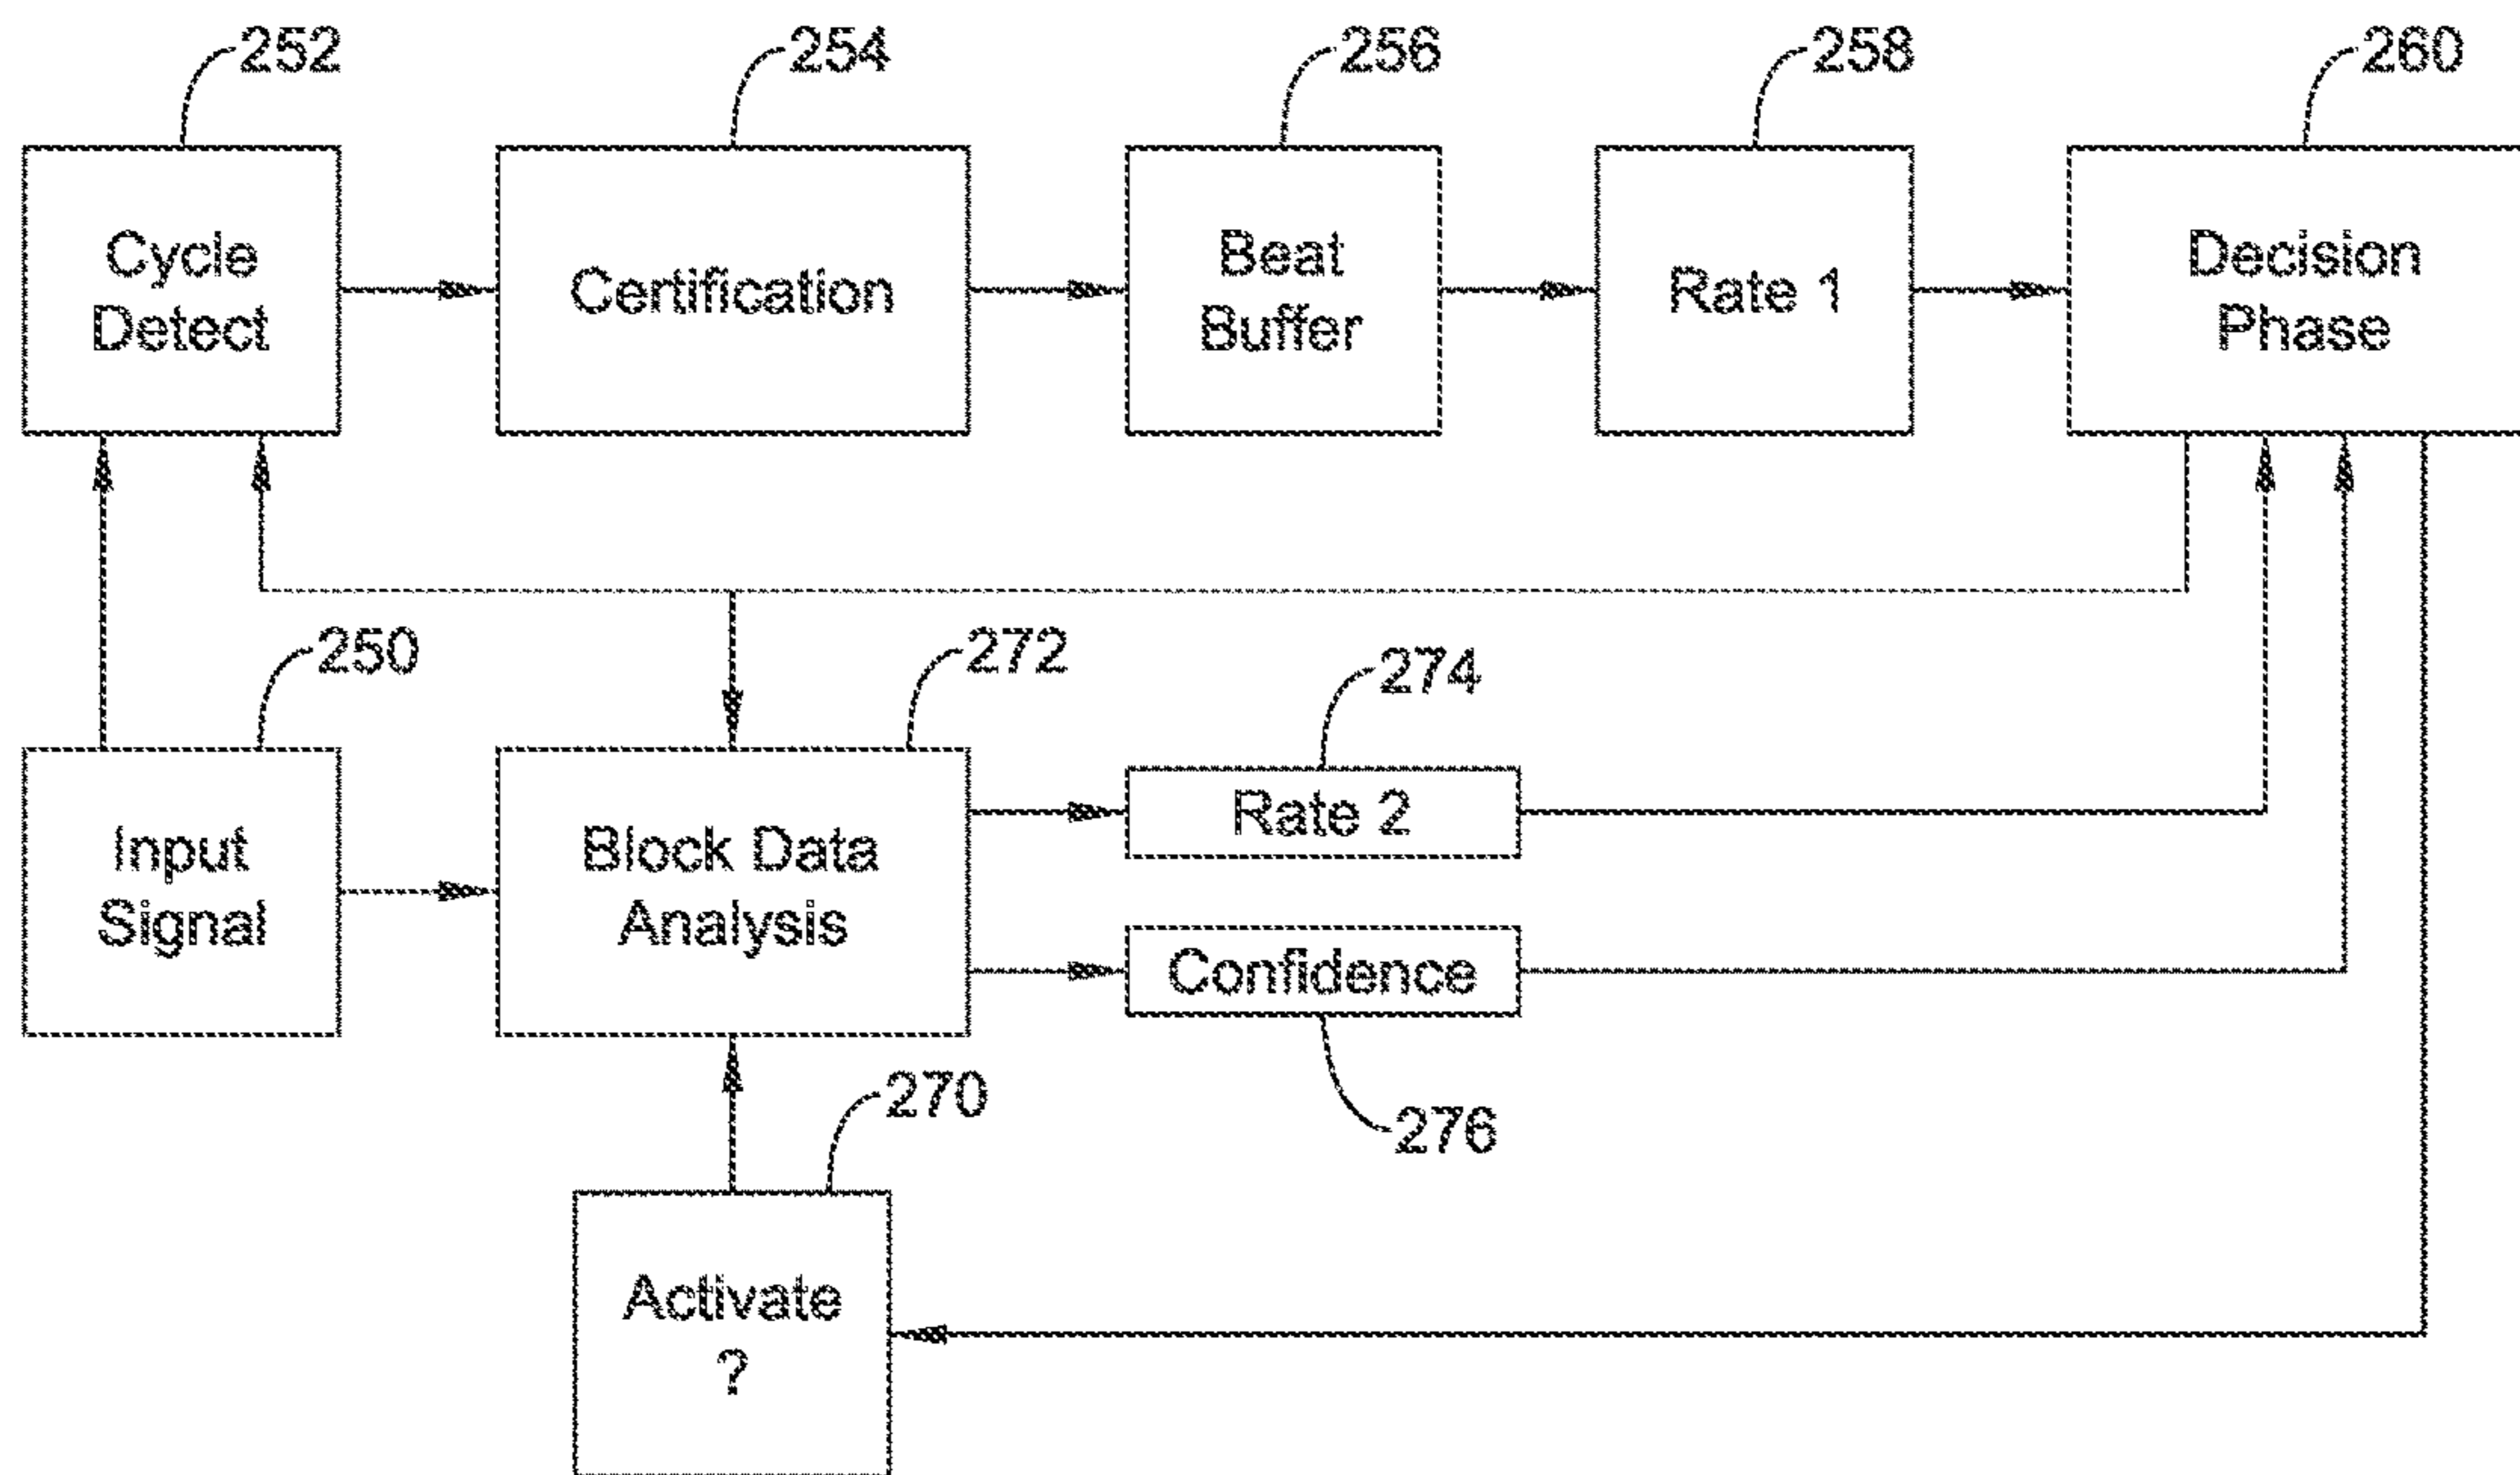 252
254
256
258
260
Cycle
Detect
Certification
Beat
Buffer
Rate 1
Decision
Phase
250
272
274
Input
Signal
Block Data
Analysis
Rate 2
Confidence
270
276
Activate
?